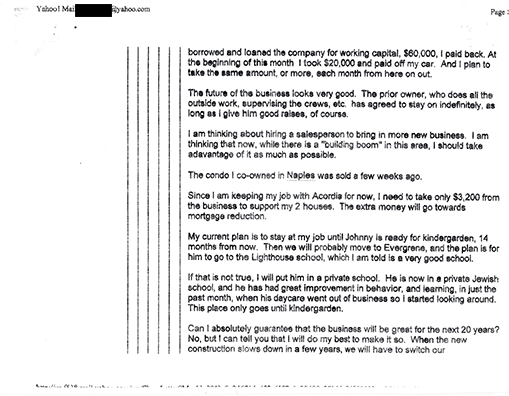 Yahoo! Mail @yahoo.com Page
borrowed and loaned the company for working capital, $60,000, I paid back. At
the beginning of this month I took $20,000 and paid off my car. And I plan to
take the same amount, or more, each month from here on out.
The future of the business looks very good. The prior owner, who does all the
outside work, supervising the crews, etc. has agreed to stay on indefinitely, as
long as i give him good raises, of course.
I am thinking about hiring a salesperson to bring in more new business. I am
thinking that now, while there is a "building boom" in this area, I should take
adavantage of it as much as possible.
The condo I co-owned in Naples was sold a few weeks ago.
Since I am keeping my job with Acordia for now, I need to take only $3,200 from
the business to support my 2 houses. The extra money will go towards
mortgage reduction.
My current plan is to stay at my job until Johnny is ready for kindergarden, 14
months from now. Then we will probably move to Evergrene, and the plan is for
him to go to the Lighthouse school, which I am told is a very good school.
If that is not true, I will put him in a private school. He is now in a private Jewish
school, and he has had great improvement in behavior, and learning, in just the
past month, when his daycare went out of business so I started looking around.
This place only goes until kindergarden.
Can I absolutely guarantee that the business will be great for the next 20 years?
No, but I can tell you that I will do my best to make it so. When the new
construction slows down in a few years, we will have to switch our